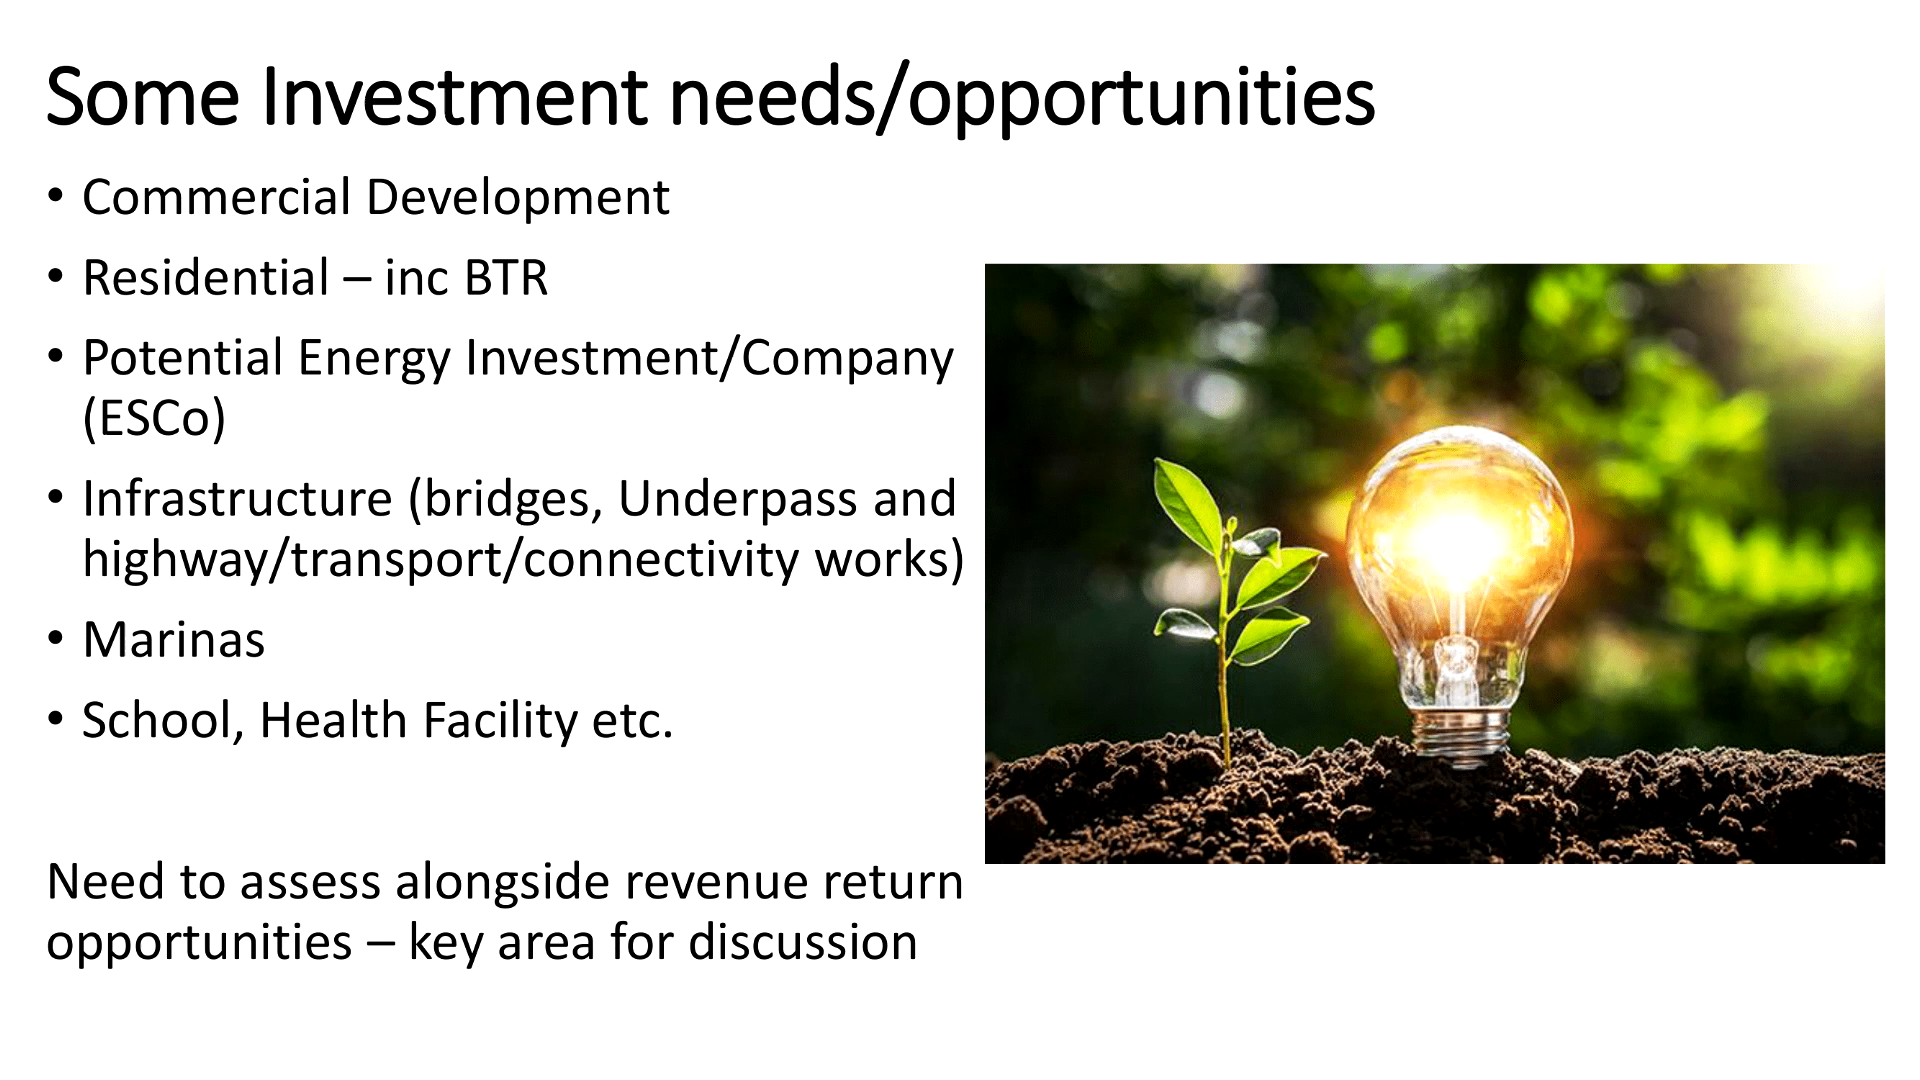 Some Investment needs/opportunities
• Commercial Development
• Residential – inc BTR
• Potential Energy Investment/Company
(ESCo)
• Infrastructure (bridges, Underpass and
highway/transport/connectivity works)
• Marinas
• School, Health Facility etc.
Need to assess alongside revenue return
opportunities – key area for discussion